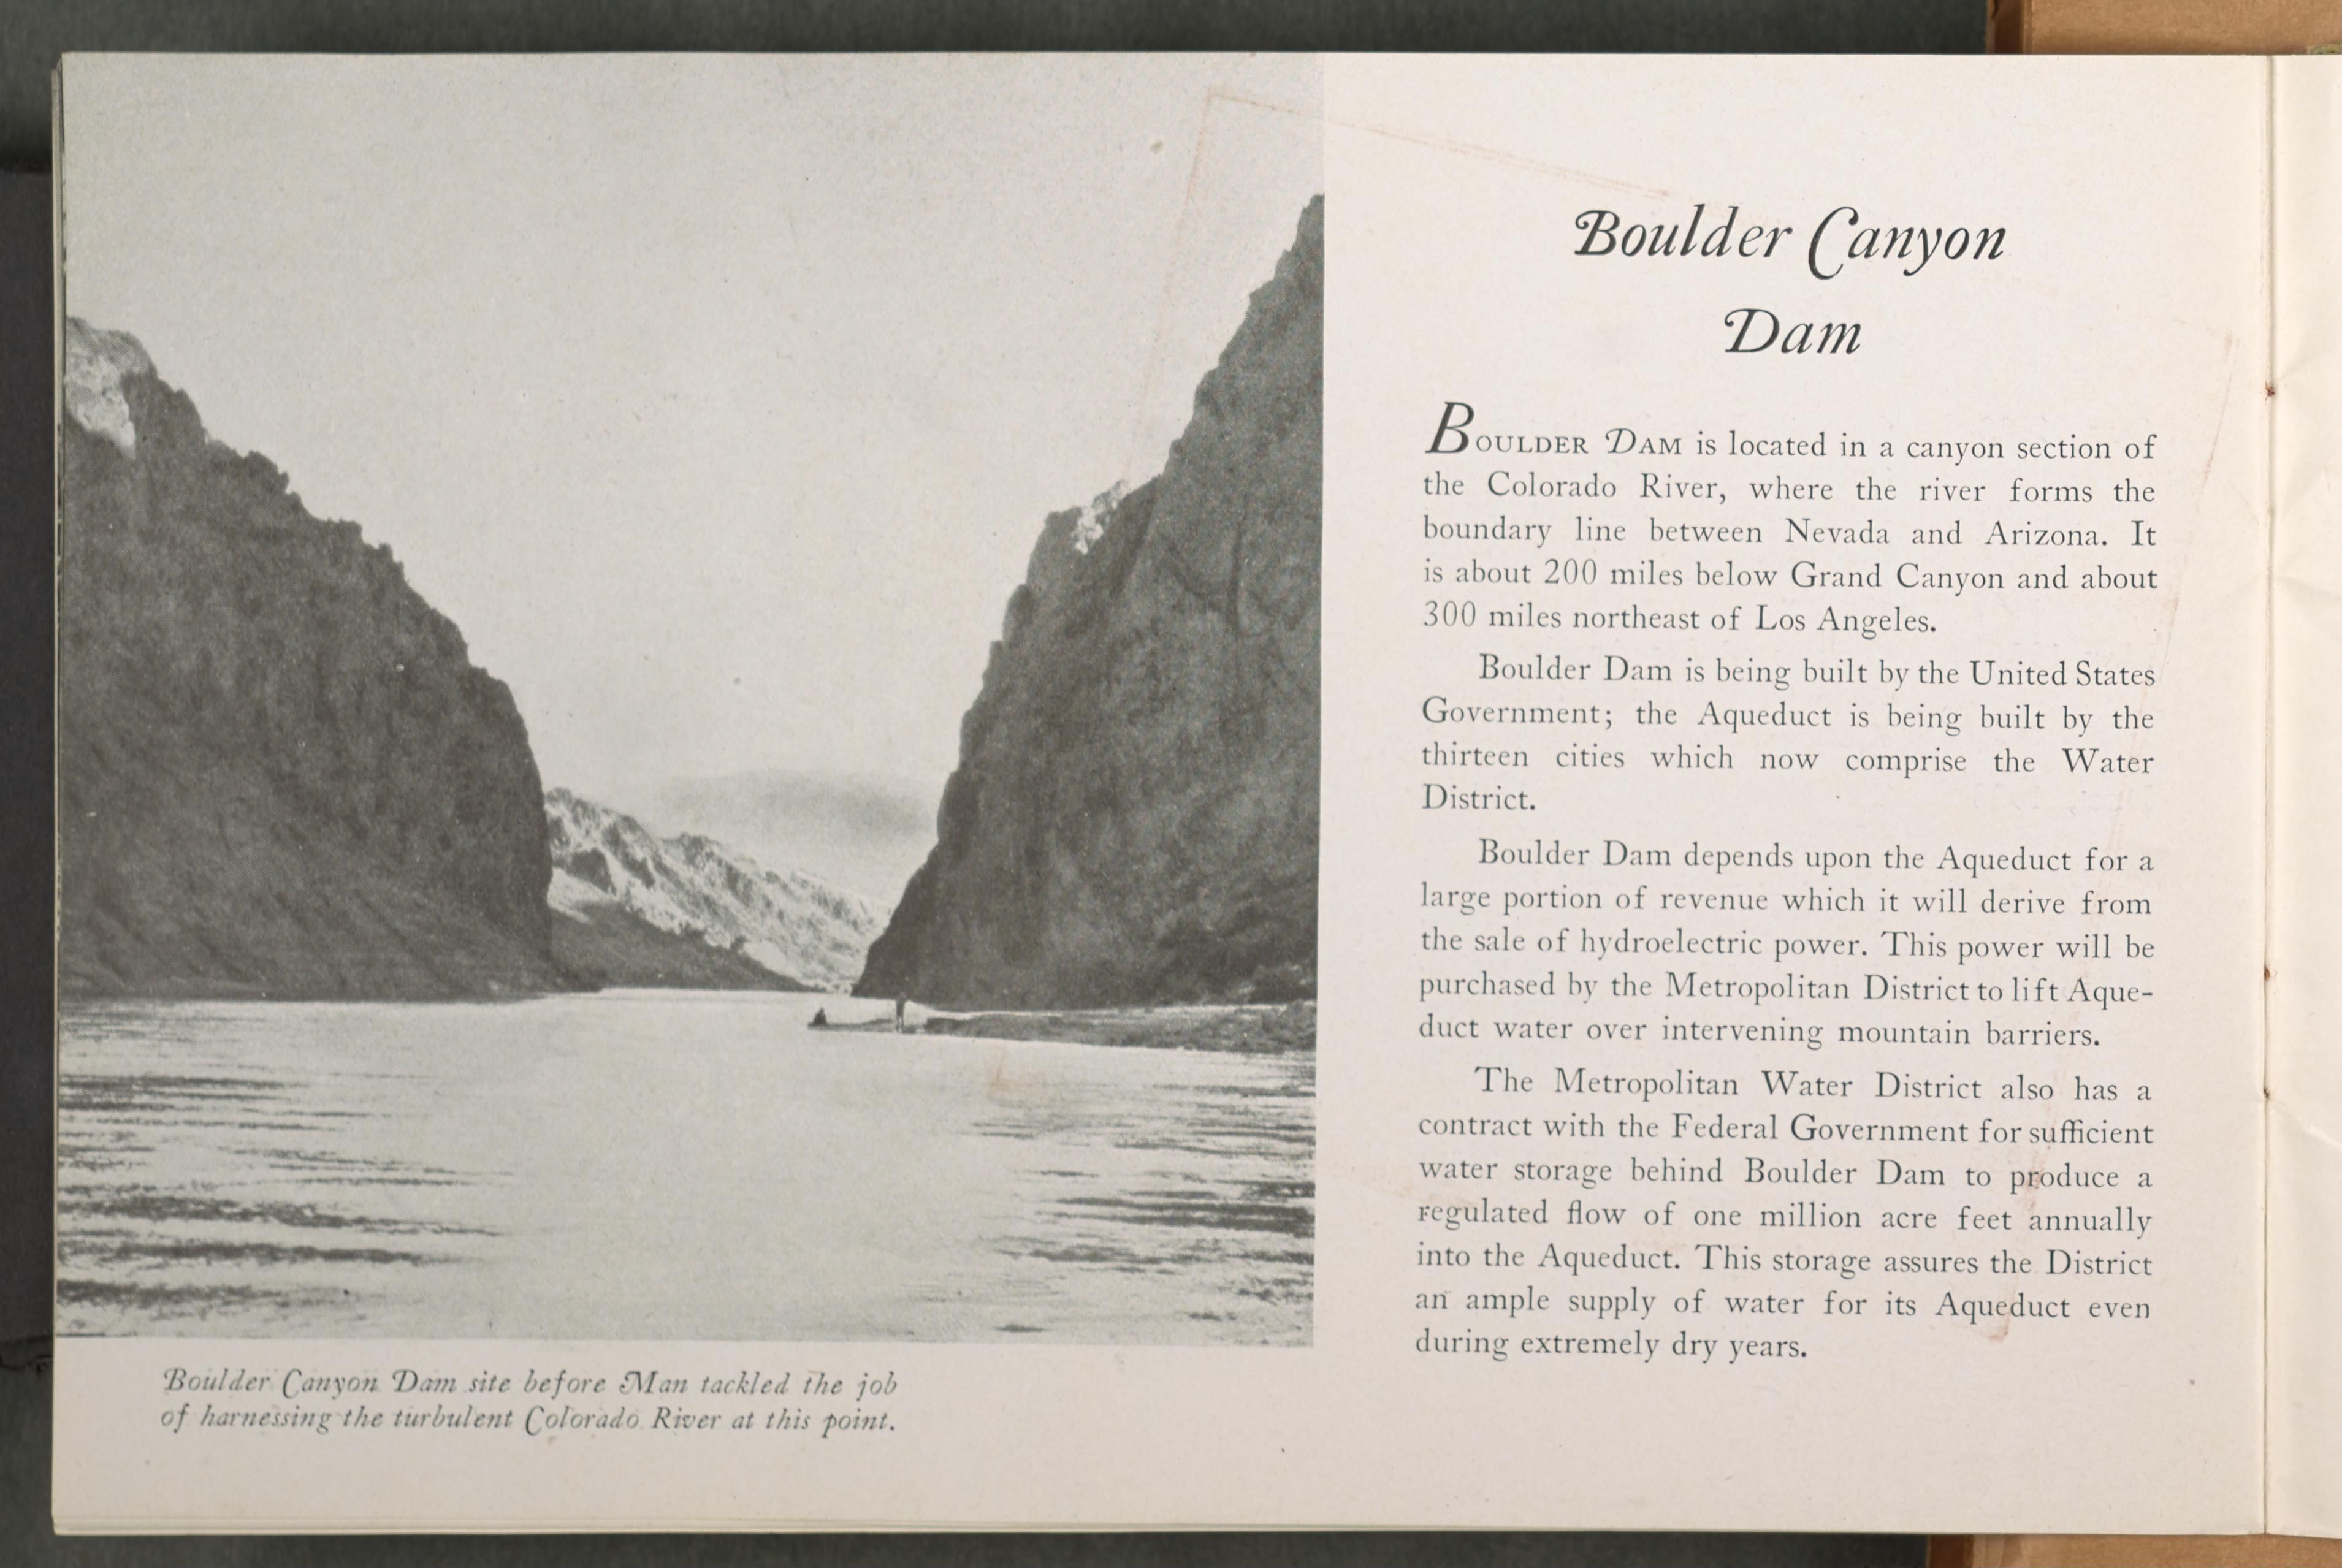 Boulder Canyon
Dam
BOULDER DAM is located in a canyon section of
the Colorado River, where the river forms the
boundary line between Nevada and Arizona. It
is about 200 miles below Grand Canyon and about
300 miles northeast of Los Angeles.
Boulder Dam is being built by the United States
Government; the Aqueduct is being built by the
thirteen cities which now comprise the Water
District.
Boulder Dam depends upon the Aqueduct for a
large portion of revenue which it will derive from
the sale of hydroelectric power. This power will be
purchased by the Metropolitan District to lift Aque-
duct water over intervening mountain barriers.
The Metropolitan Water District also has a
contract with the Federal Government for sufficient
water storage behind Boulder Dam to produce a
regulated flow of one million acre feet annually
into the Aqueduct. This storage assures the District
an ample supply of water for its Aqueduct even
during extremely dry years.
Boulder Canyon Dam site before Man tackled the job
of harnessing the turbulent Colorado River at this point.